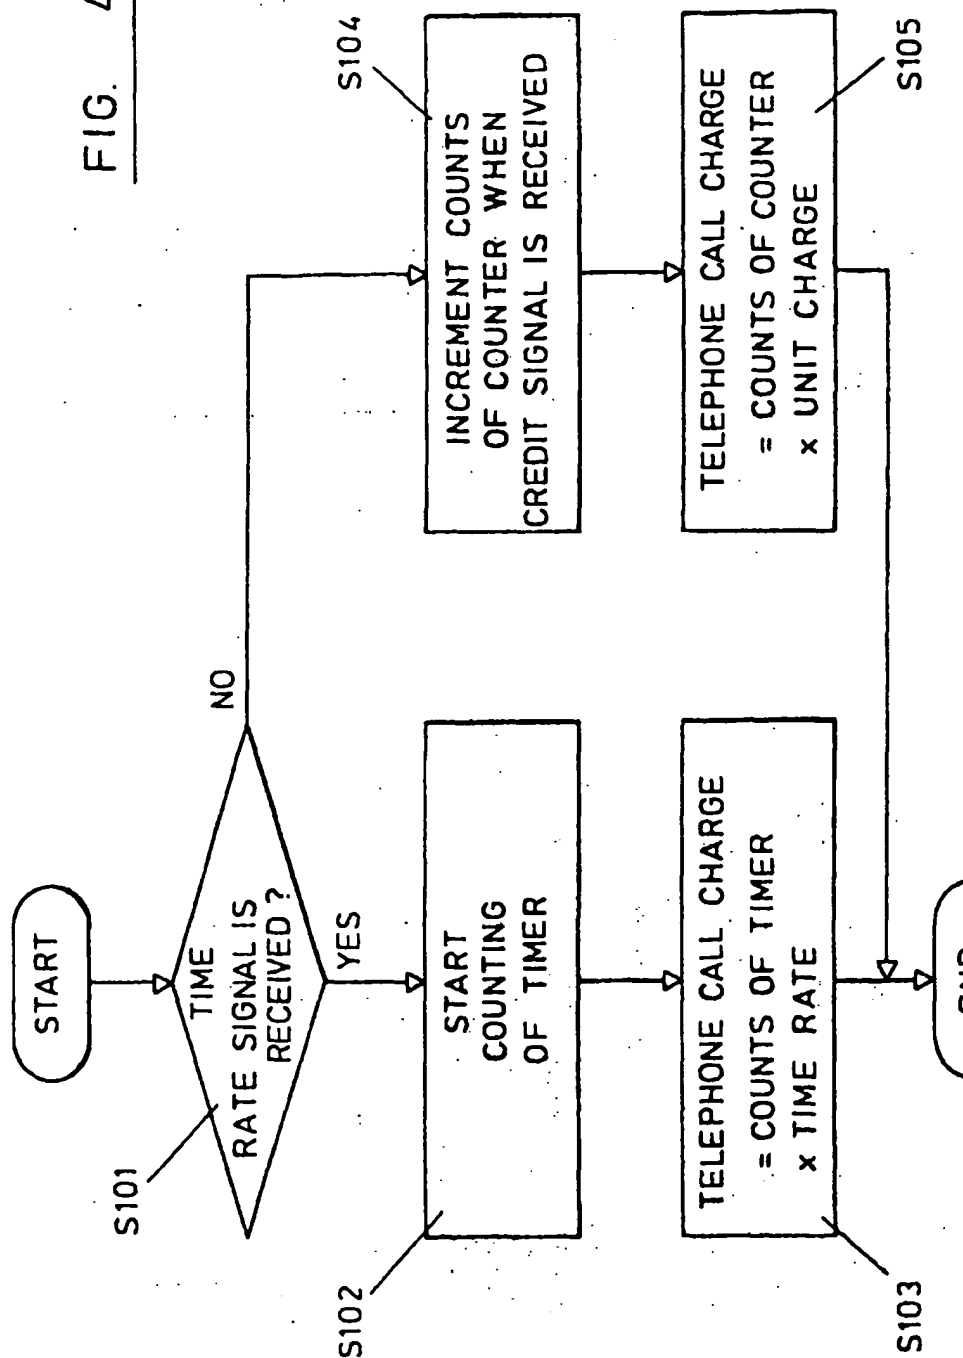 FIG. 4
START
S101
TIME
RATE SIGNAL IS
RECEIVED ?
NO
YES
S102
START
COUNTING
OF TIMER
S104
INCREMENT COUNTS
OF COUNTER WHEN
CREDIT SIGNAL IS RECEIVED
S103
TELEPHONE CALL CHARGE
= COUNTS OF TIMER
x TIME RATE
S105
TELEPHONE CALL CHARGE
= COUNTS OF COUNTER
x UNIT CHARGE